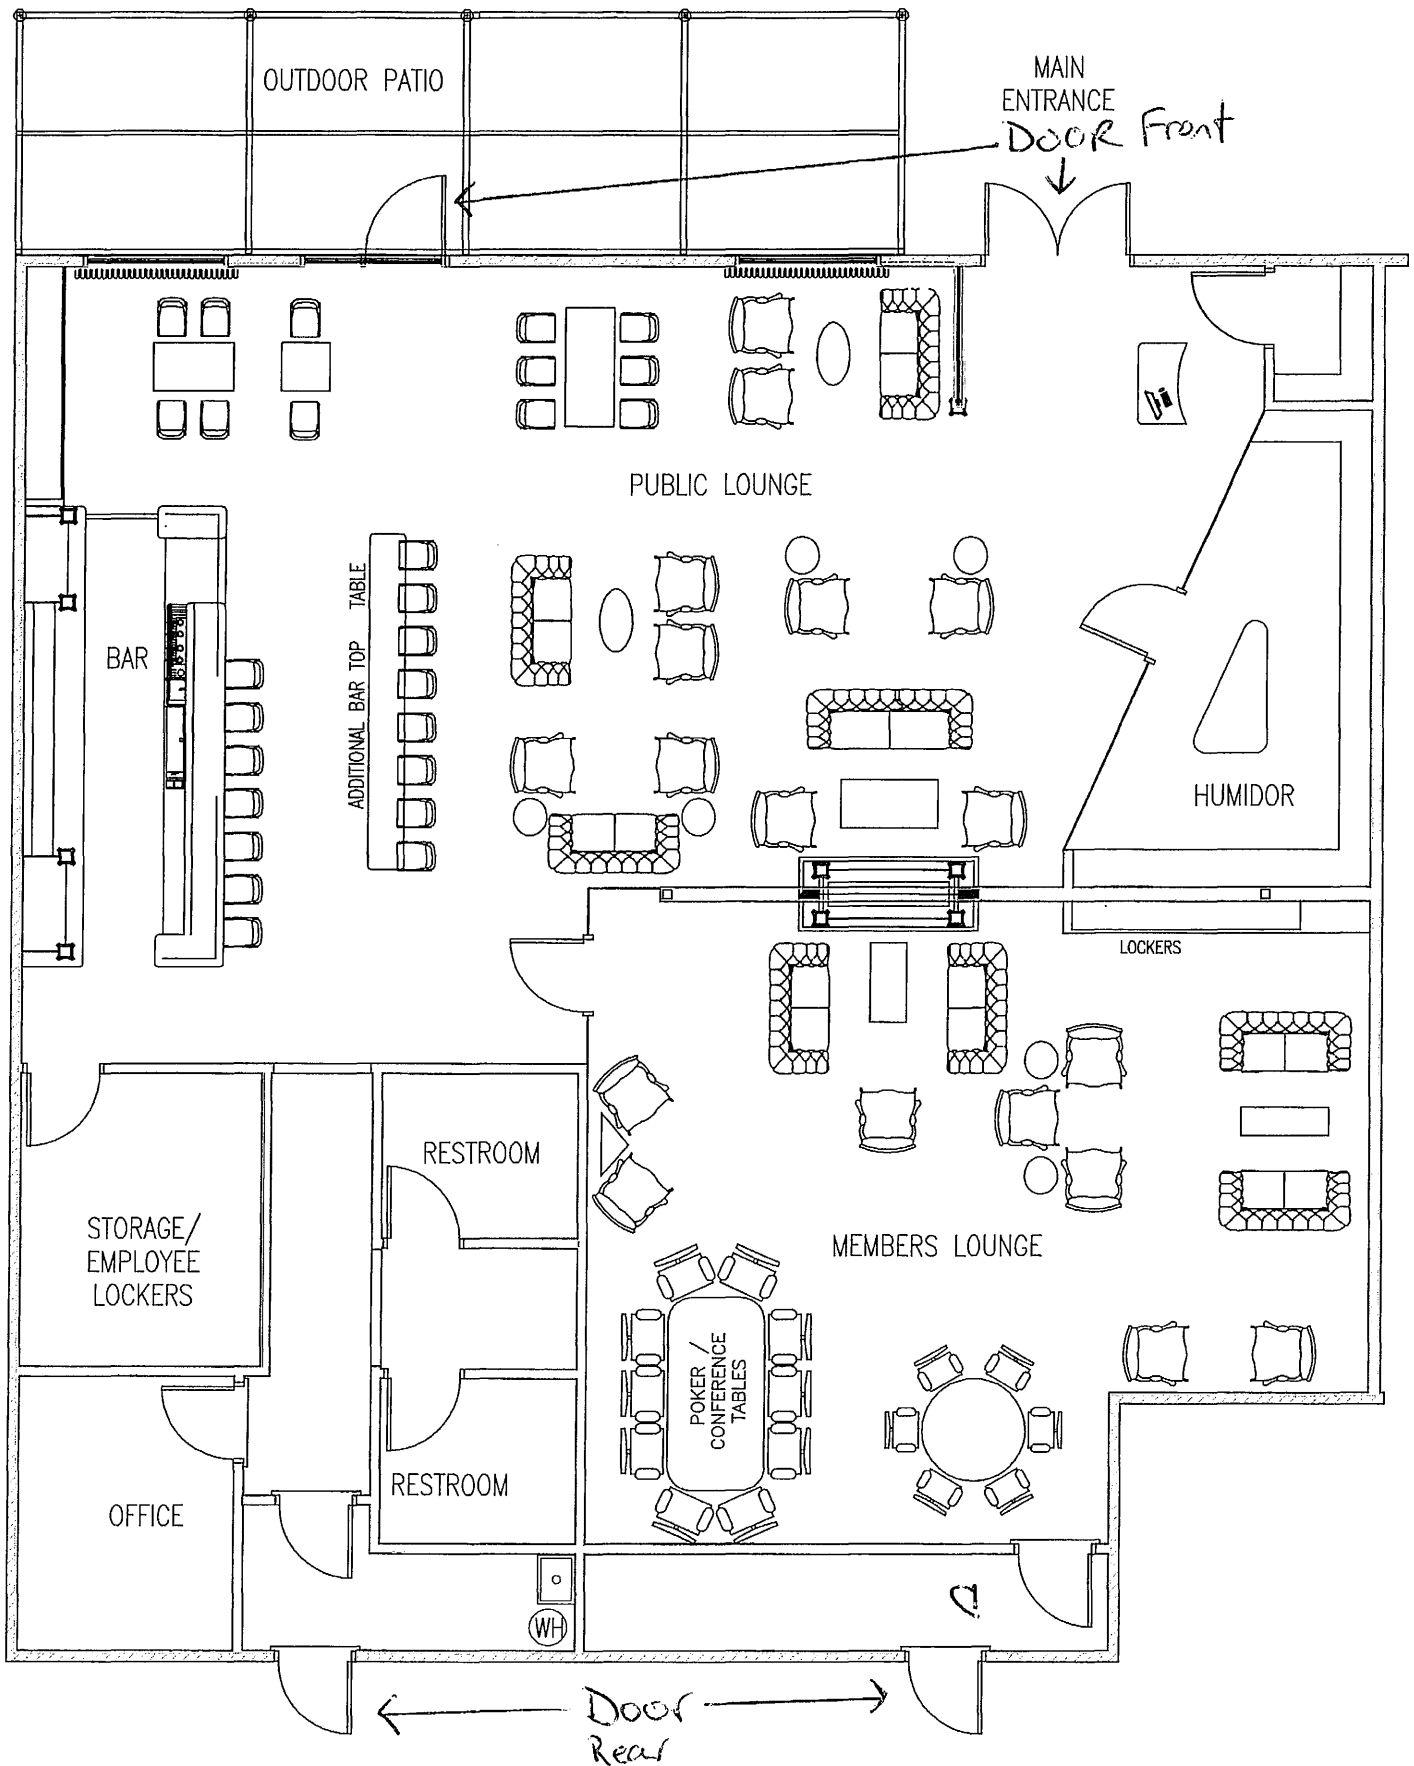 OUTDOOR PATIO
MAIN
ENTRANCE
DOOR Front
PUBLIC LOUNGE
BAR
ADDITIONAL BAR TOP TABLE
HUMIDOR
LOCKERS
RESTROOM
STORAGE/
EMPLOYEE
LOCKERS
MEMBERS LOUNGE
POKER /
CONFERENCE
TABLES
RESTROOM
OFFICE
WH
Door
Rear